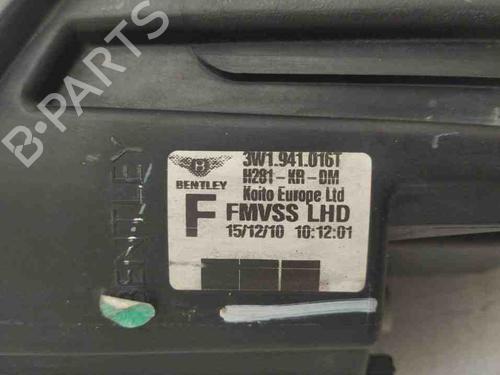 B-PARTS
BENTLEY
3W1.941.016T
H281-KR-DM
Koito Europe Ltd
F FMVSS LHD
15/12/10 10:12:01
BENTLEY